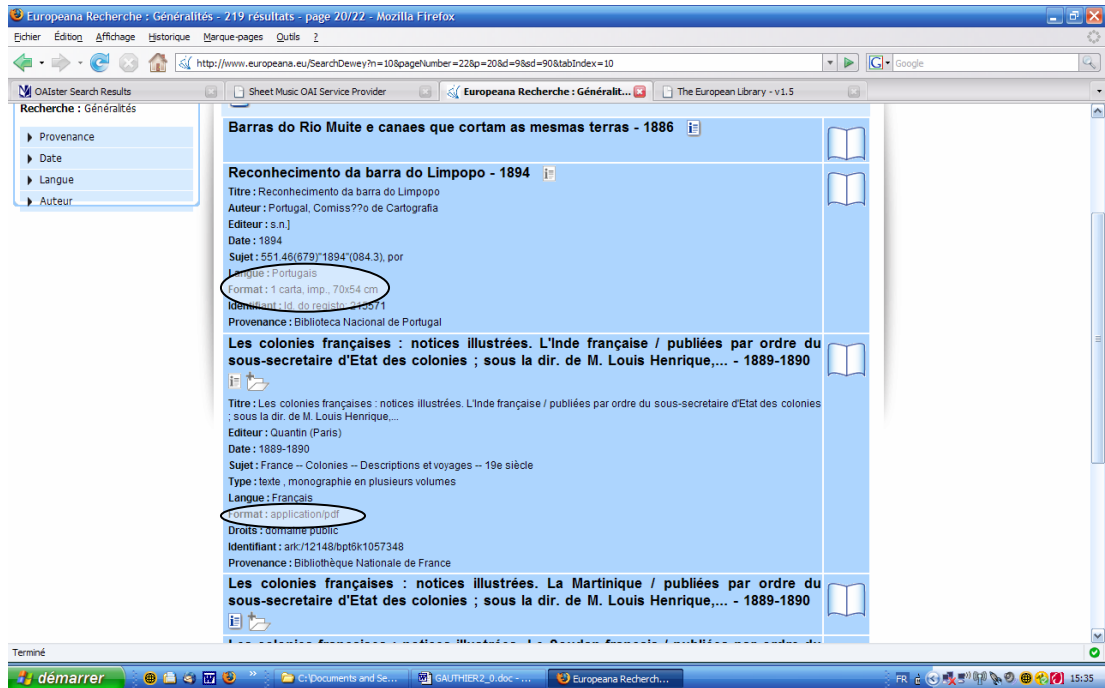 Europeana Recherche : Généralités - 219 résultats - page 20/22 - Mozilla Firefox
Fichier Édition Affichage Historique Marque-pages Outils ?
http://www.europeana.eu/SearchDewey?n=10&pageNumber=22&p=20&d=9&sd=90&tabIndex=10
Google
OAIster Search Results
Sheet Music OAI Service Provider
Europeana Recherche : Généralit...
The European Library - v1.5
Recherche : Généralités
Provenance
Date
Langue
Auteur
Barras do Rio Muite e canaes que cortam as mesmas terras - 1886
Reconhecimento da barra do Limpopo - 1894
Titre : Reconhecimento da barra do Limpopo
Auteur : Portugal, Comiss??o de Cartografia
Editeur : s.n.]
Date : 1894
Sujet : 551.46(679)"1894"(084.3), por
Langue : Portugais
Format : 1 carta, imp., 70x54 cm
Identifiant : Id. do registo: 215571
Provenance : Biblioteca Nacional de Portugal
Les colonies françaises : notices illustrées. L'Inde française / publiées par ordre du
sous-secretaire d'Etat des colonies ; sous la dir. de M. Louis Henrique,... - 1889-1890
Titre : Les colonies françaises : notices illustrées. L'Inde française / publiées par ordre du sous-secretaire d'Etat des colonies
; sous la dir. de M. Louis Henrique,...
Editeur : Quantin (Paris)
Date : 1889-1890
Sujet : France -- Colonies -- Descriptions et voyages -- 19e siècle
Type : texte , monographie en plusieurs volumes
Langue : Français
Format : application/pdf
Droits : domaine public
Identifiant : ark:/12148/bpt6k1057348
Provenance : Bibliothèque Nationale de France
Les colonies françaises : notices illustrées. La Martinique / publiées par ordre du
sous-secretaire d'Etat des colonies ; sous la dir. de M. Louis Henrique,... - 1889-1890
Les colonies françaises : notices illustrées. Le Soudan français / publiées par ordre du
Terminé
démarrer
C:\Documents and Se...
GAUTHIER2_0.doc - ...
Europeana Recherch...
FR
15:35